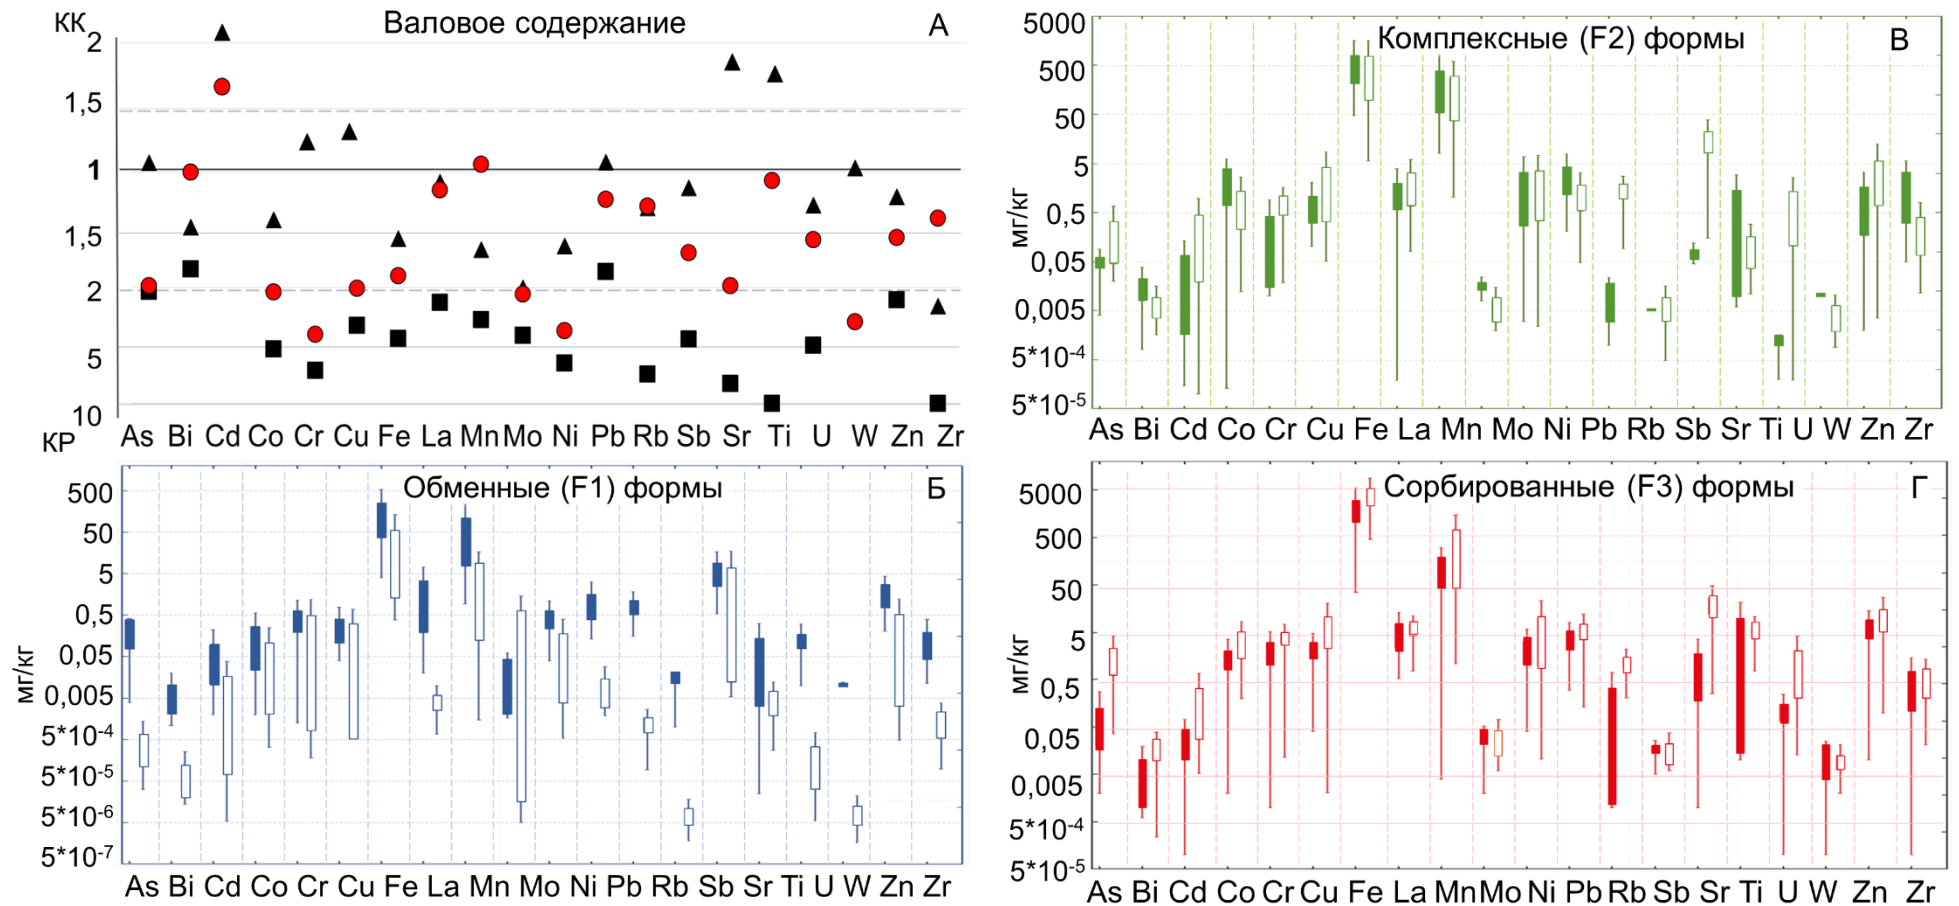 КК
Валовое содержание
А
2
1,5
1
1,5
2
5
10
КР
As Bi Cd Co Cr Cu Fe La Mn Mo Ni Pb Rb Sb Sr Ti U W Zn Zr
Комплексные (F2) формы
В
5000
500
50
5
0,5
0,05
0,005
5*10-4
5*10-5
мг/кг
As Bi Cd Co Cr Cu Fe La Mn Mo Ni Pb Rb Sb Sr Ti U W Zn Zr
Обменные (F1) формы
Б
500
50
5
0,5
0,05
0,005
5*10-4
5*10-5
5*10-6
5*10-7
мг/кг
As Bi Cd Co Cr Cu Fe La Mn Mo Ni Pb Rb Sb Sr Ti U W Zn Zr
Сорбированные (F3) формы
Г
5000
500
50
5
0,5
0,05
0,005
5*10-4
5*10-5
мг/кг
As Bi Cd Co Cr Cu Fe La Mn Mo Ni Pb Rb Sb Sr Ti U W Zn Zr